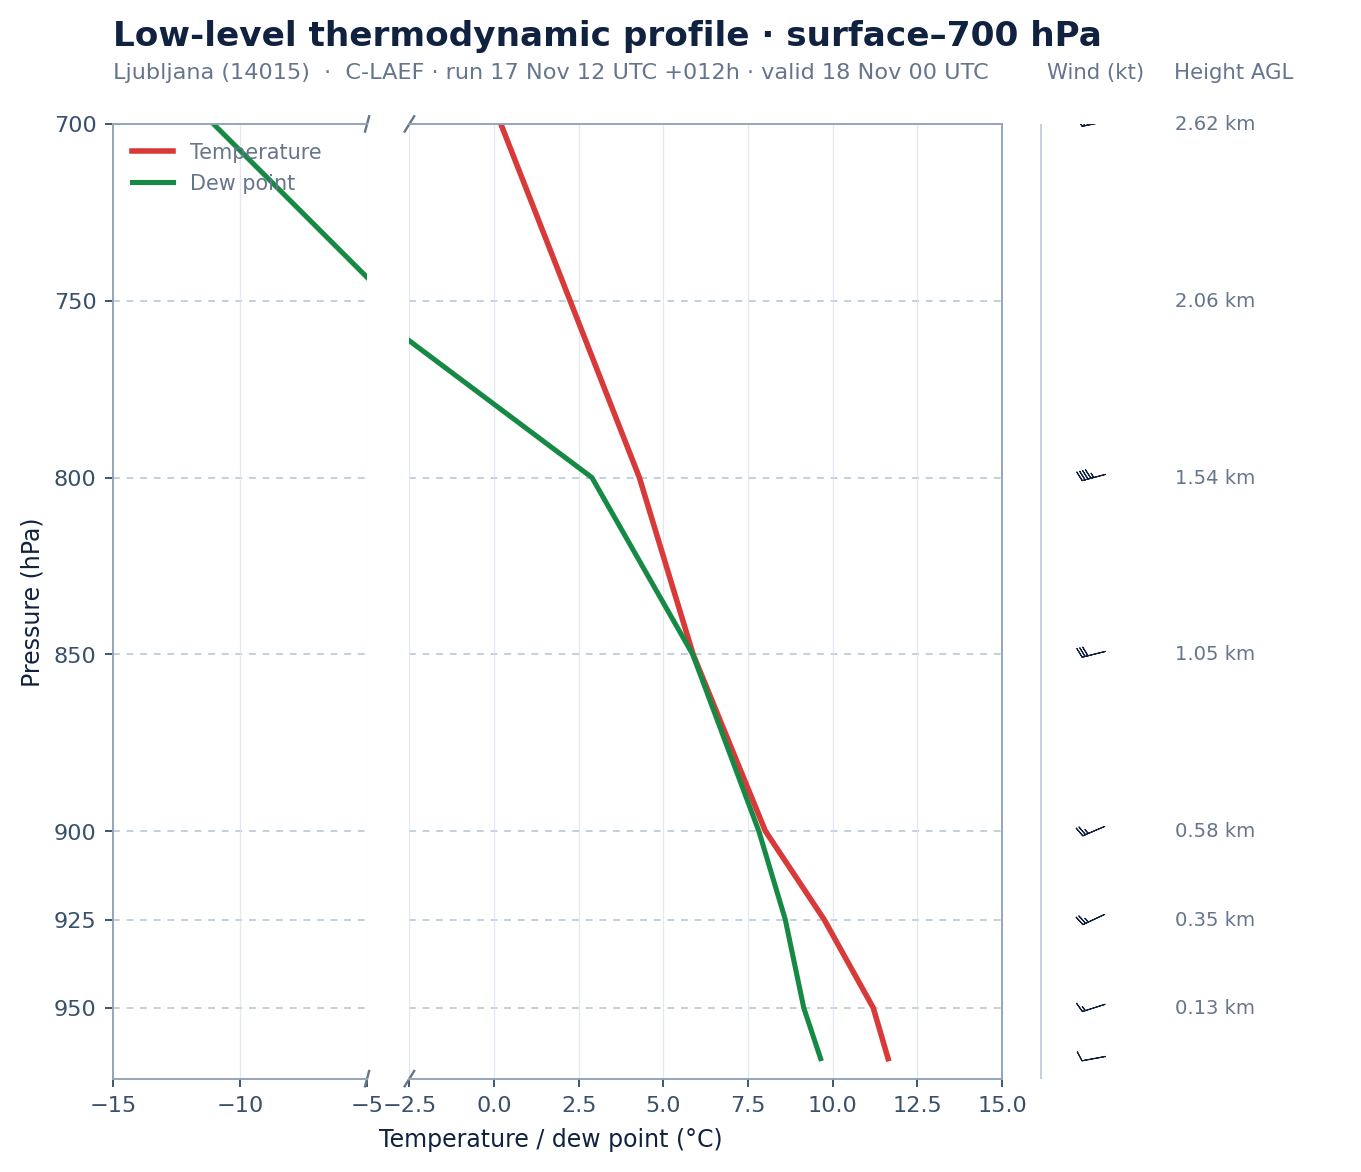 Low-level thermodynamic profile · surface–700 hPa
Ljubljana (14015) · C-LAEF · run 17 Nov 12 UTC +012h · valid 18 Nov 00 UTC
Wind (kt)
Height AGL
700
2.62 km
Temperature
Dew point
750
2.06 km
800
1.54 km
Pressure (hPa)
850
1.05 km
900
0.58 km
925
0.35 km
950
0.13 km
−15 −10 −5 −2.5 0.0 2.5 5.0 7.5 10.0 12.5 15.0
Temperature / dew point (°C)